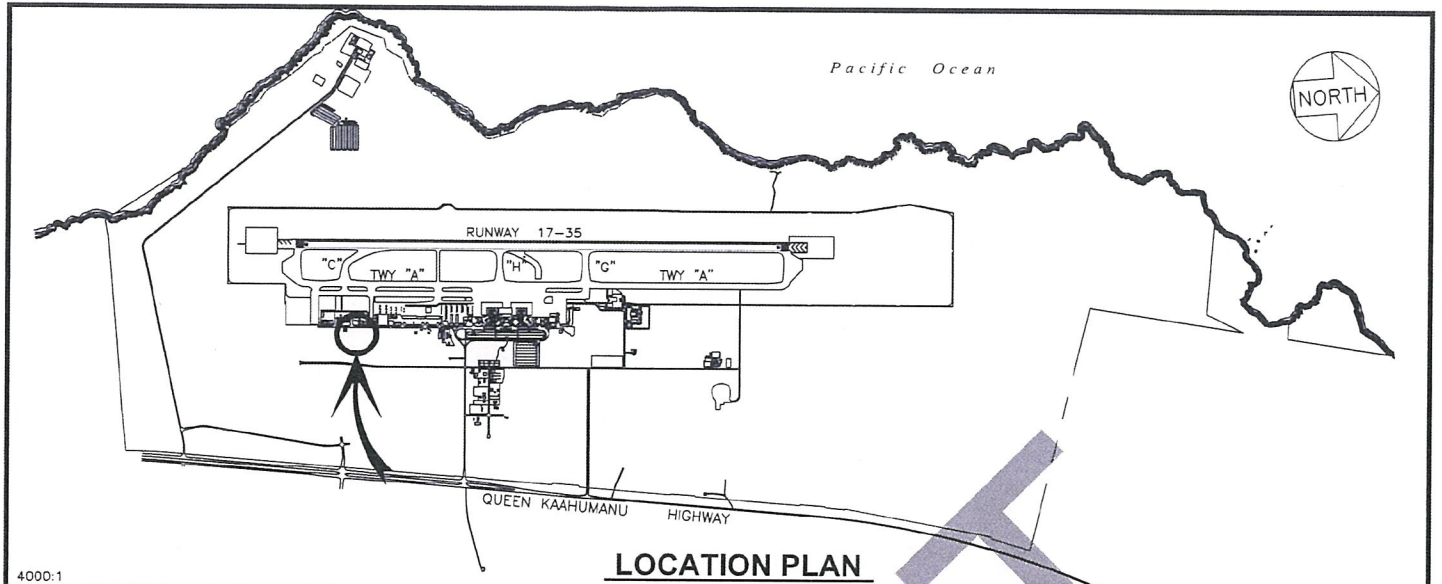 Pacific Ocean
NORTH
RUNWAY 17-35
"C"
TWY "A"
"H"
"G"
TWY "A"
QUEEN KAAHUMANU HIGHWAY
LOCATION PLAN
4000:1